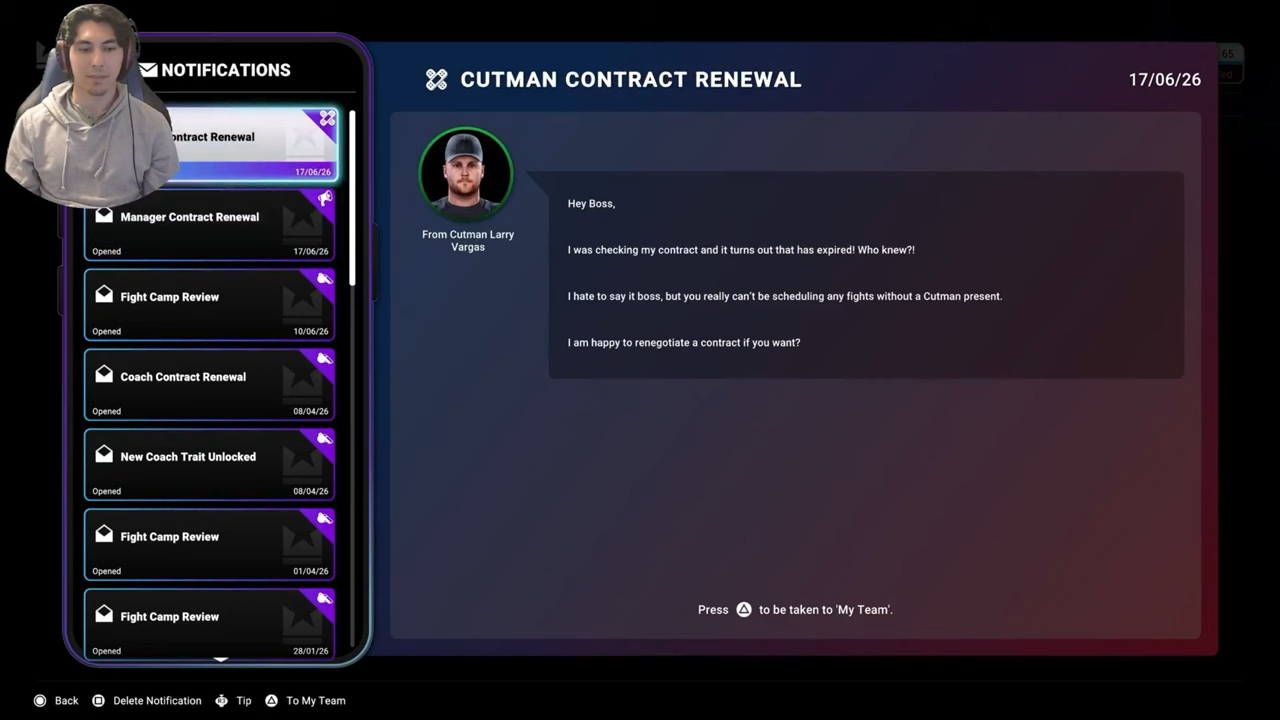 NOTIFICATIONS
ontract Renewal
17/06/26
Manager Contract Renewal
Opened
17/06/26
Fight Camp Review
Opened
10/06/26
Coach Contract Renewal
Opened
08/04/26
New Coach Trait Unlocked
Opened
08/04/26
Fight Camp Review
Opened
01/04/26
Fight Camp Review
Opened
28/01/26
CUTMAN CONTRACT RENEWAL
17/06/26
65
From Cutman Larry
Vargas
Hey Boss,
I was checking my contract and it turns out that has expired! Who knew?!
I hate to say it boss, but you really can't be scheduling any fights without a Cutman present.
I am happy to renegotiate a contract if you want?
Press to be taken to 'My Team'.
Back
Delete Notification
R3 Tip
To My Team